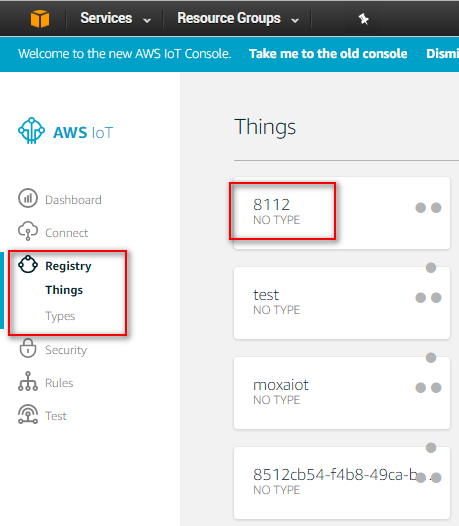 Services Resource Groups
Welcome to the new AWS IoT Console. Take me to the old console Dismi
AWS IoT
Dashboard
Connect
Registry
Things
Types
Security
Rules
Test
Things
8112
NO TYPE
test
NO TYPE
moxaiot
NO TYPE
8512cb54-f4b8-49ca-b...
NO TYPE